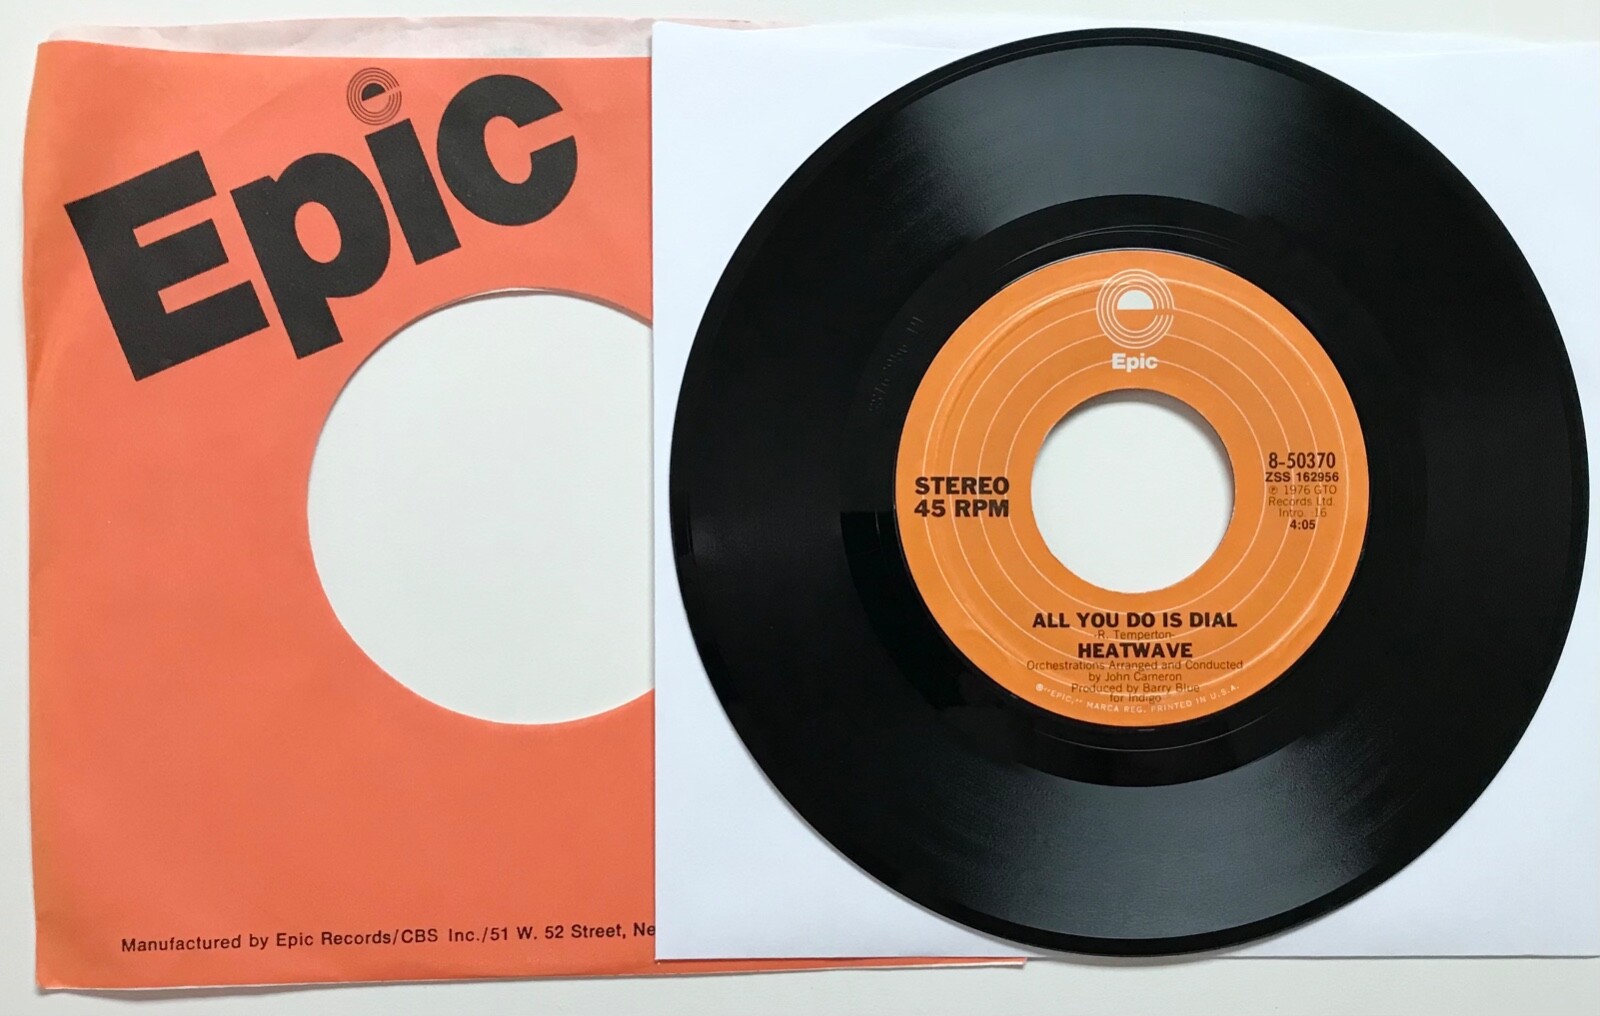 Epic
Manufactured by Epic Records/CBS Inc./51 W. 52 Street, Ne
Epic
STEREO
45 RPM
8-50370
ZSS 162956
℗ 1976 GTO
Records Ltd.
Intro. :16
4:05
ALL YOU DO IS DIAL
-R. Temperton-
HEATWAVE
Orchestrations Arranged and Conducted
by John Cameron
Produced by Barry Blue
for Indigo
®"EPIC," MARCA REG. PRINTED IN U.S.A.